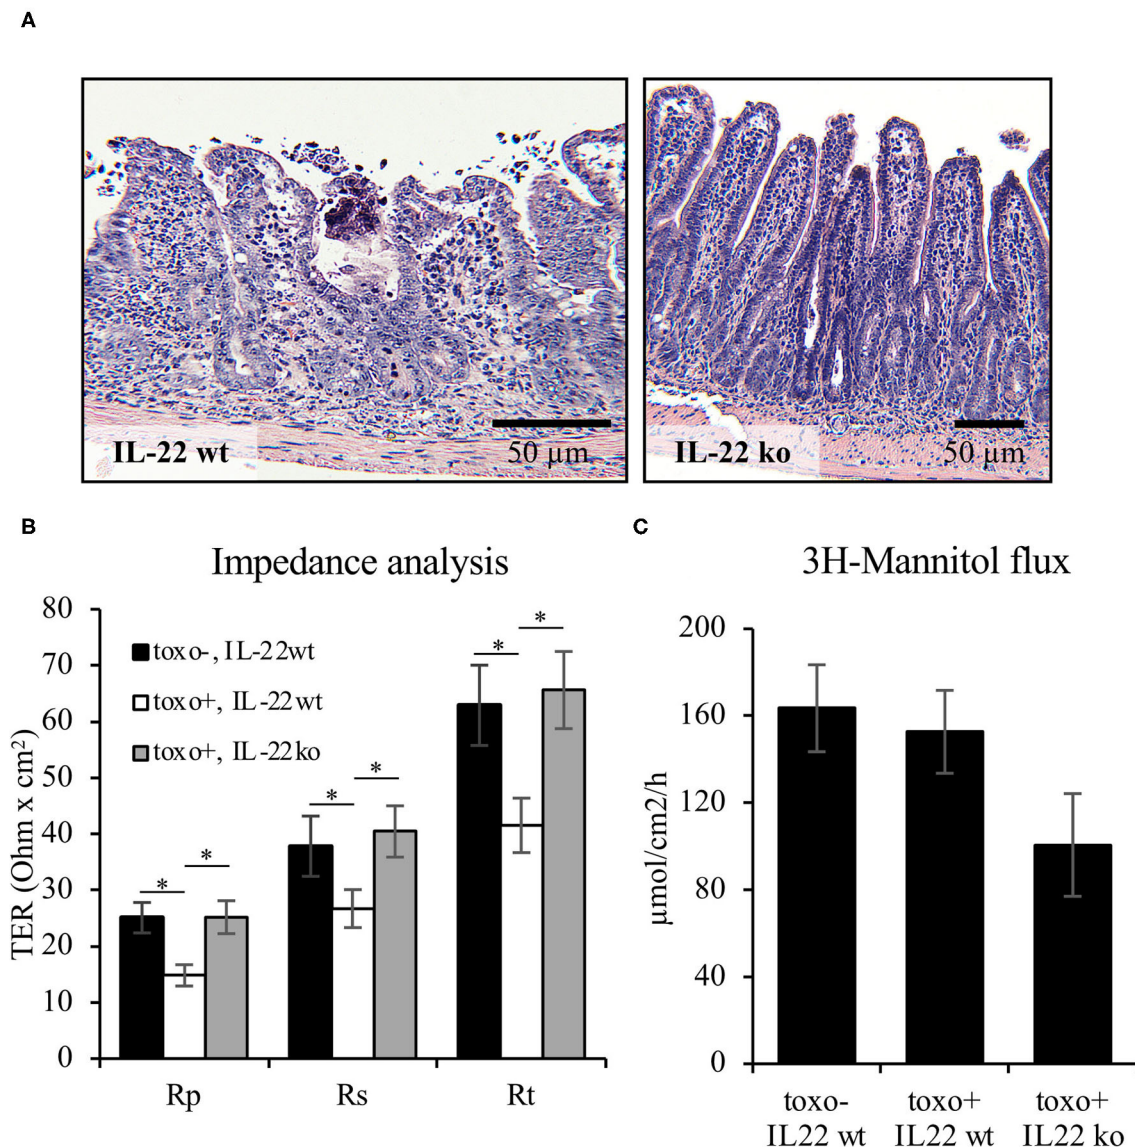 A
IL-22 wt
50 µm
IL-22 ko
50 µm
B
Impedance analysis
TER (Ohm x cm²)
80
70
60
50
40
30
20
10
0
toxo-, IL-22wt
toxo+, IL-22wt
toxo+, IL-22ko
*
*
*
*
*
*
Rp
Rs
Rt
C
3H-Mannitol flux
µmol/cm2/h
200
160
120
80
40
0
toxo-
IL22 wt
toxo+
IL22 wt
toxo+
IL22 ko